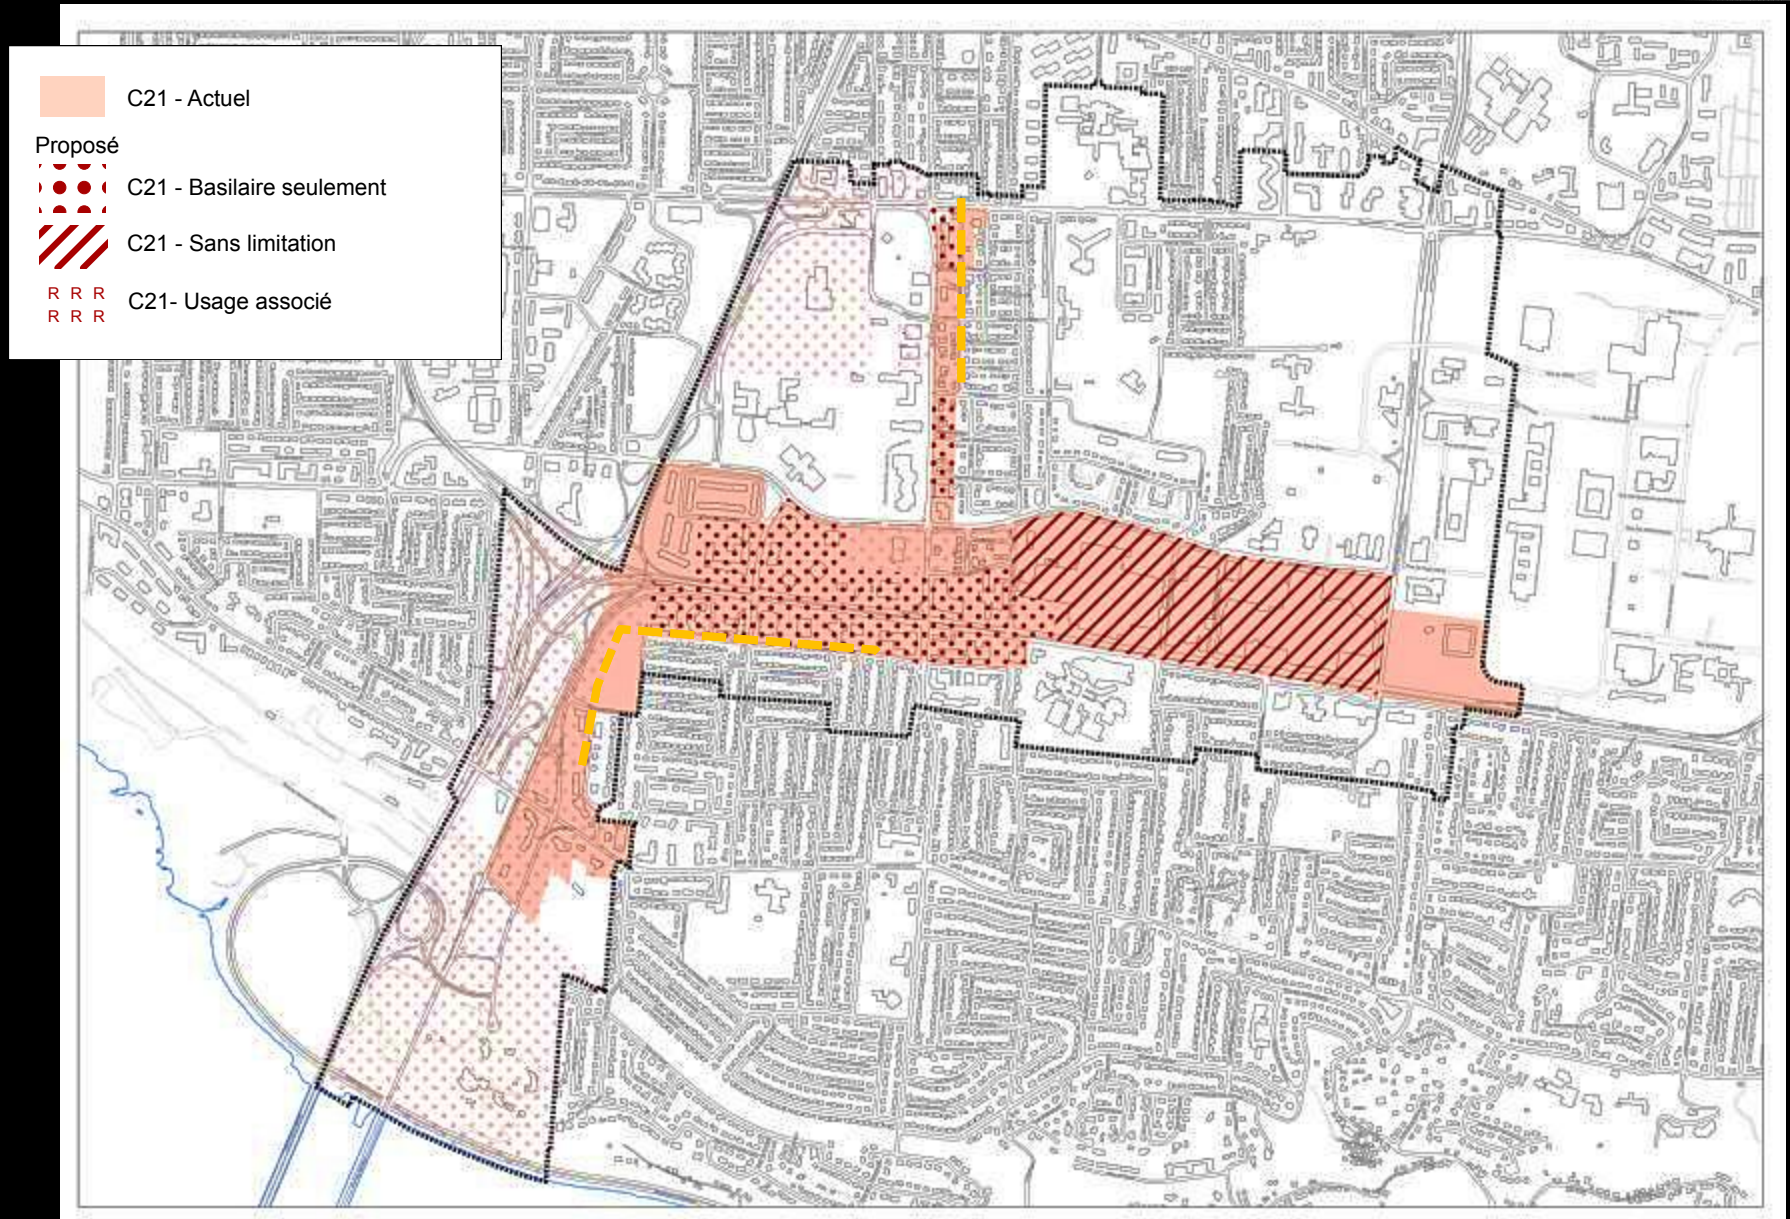 C21 - Actuel
Proposé
C21 - Basilaire seulement
C21 - Sans limitation
R R R
R R R
C21- Usage associé